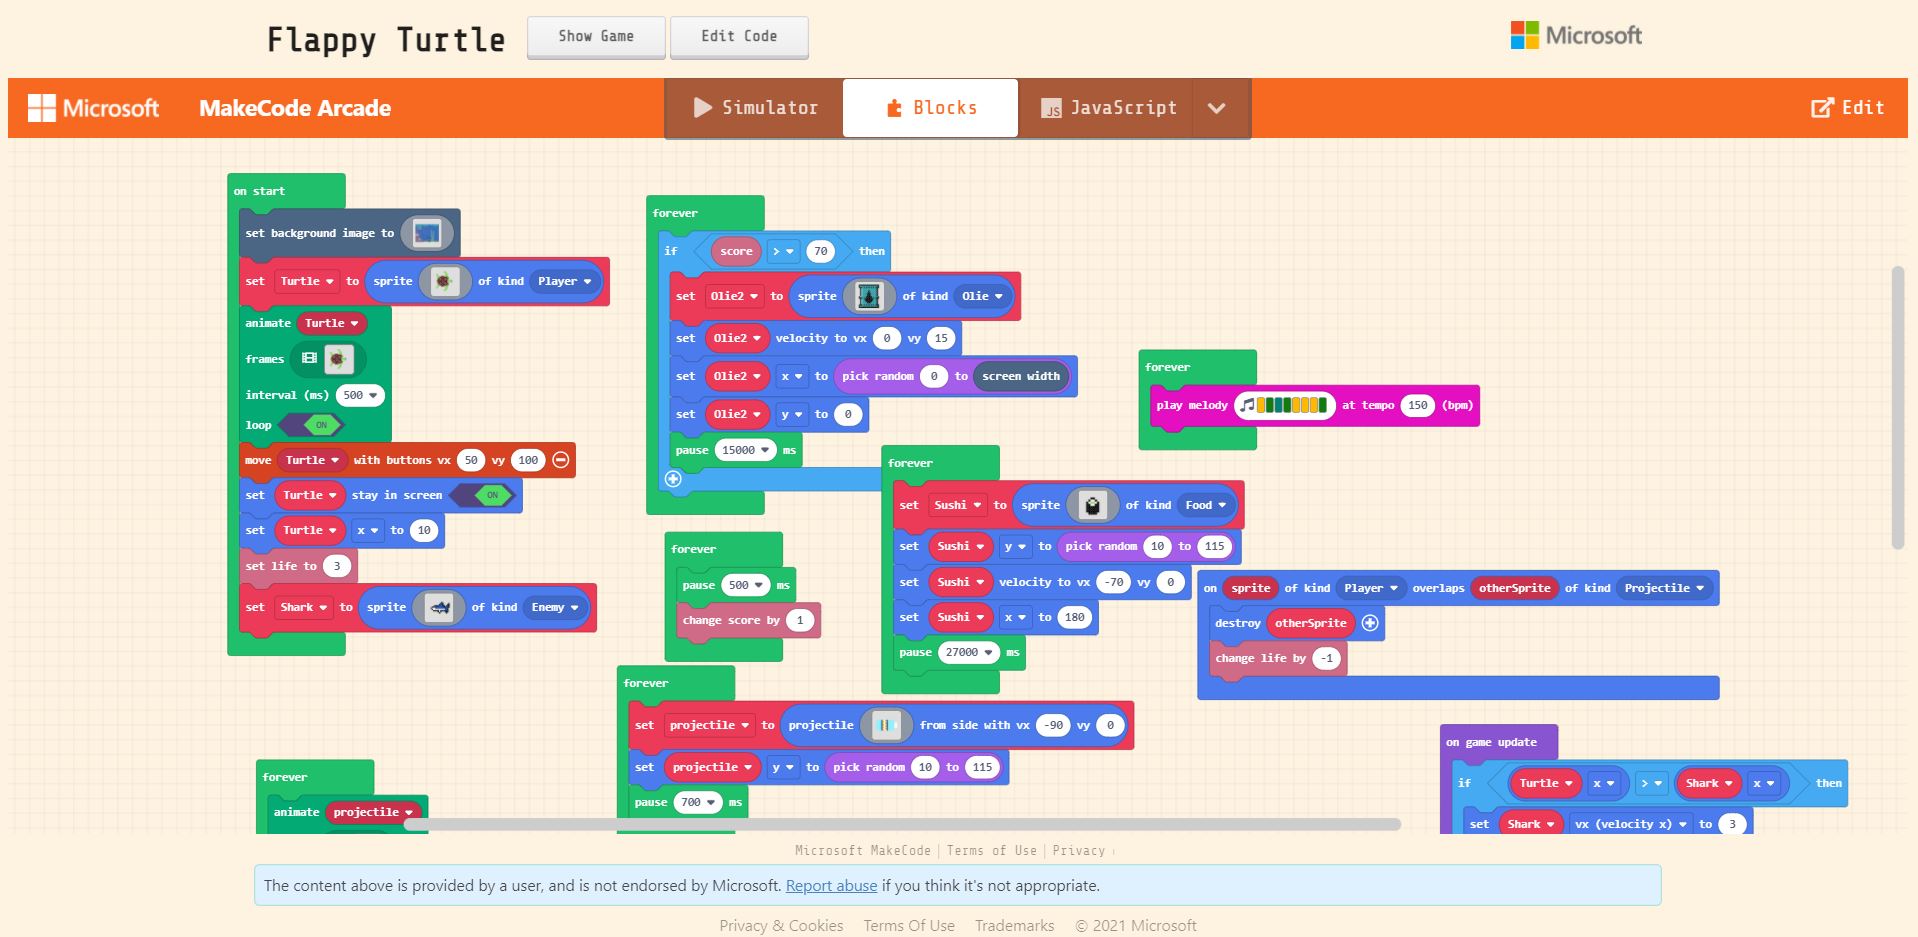 Flappy Turtle
Show Game
Edit Code
Microsoft
Microsoft
MakeCode Arcade
Simulator
Blocks
JS JavaScript
Edit
on start
set background image to
set Turtle to sprite of kind Player
animate Turtle
frames
interval (ms) 500
loop ON
move Turtle with buttons vx 50 vy 100
set Turtle stay in screen ON
set Turtle x to 10
set life to 3
set Shark to sprite of kind Enemy
forever
if score > 70 then
set Olie2 to sprite of kind Olie
set Olie2 velocity to vx 0 vy 15
set Olie2 x to pick random 0 to screen width
set Olie2 y to 0
pause 15000 ms
forever
play melody at tempo 150 (bpm)
forever
set Sushi to sprite of kind Food
set Sushi y to pick random 10 to 115
set Sushi velocity to vx -70 vy 0
set Sushi x to 180
pause 27000 ms
forever
pause 500 ms
change score by 1
on sprite of kind Player overlaps otherSprite of kind Projectile
destroy otherSprite
change life by -1
forever
set projectile to projectile from side with vx -90 vy 0
set projectile y to pick random 10 to 115
pause 700 ms
forever
animate projectile
on game update
if Turtle x > Shark x then
set Shark vx (velocity x) to 3
Microsoft MakeCode | Terms of Use | Privacy
The content above is provided by a user, and is not endorsed by Microsoft. Report abuse if you think it's not appropriate.
Privacy & Cookies Terms Of Use Trademarks © 2021 Microsoft